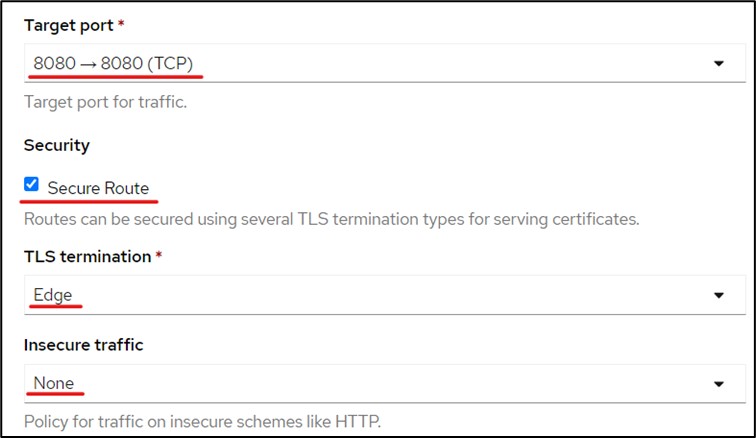 Target port *
8080 → 8080 (TCP)
Target port for traffic.
Security
Secure Route
Routes can be secured using several TLS termination types for serving certificates.
TLS termination *
Edge
Insecure traffic
None
Policy for traffic on insecure schemes like HTTP.